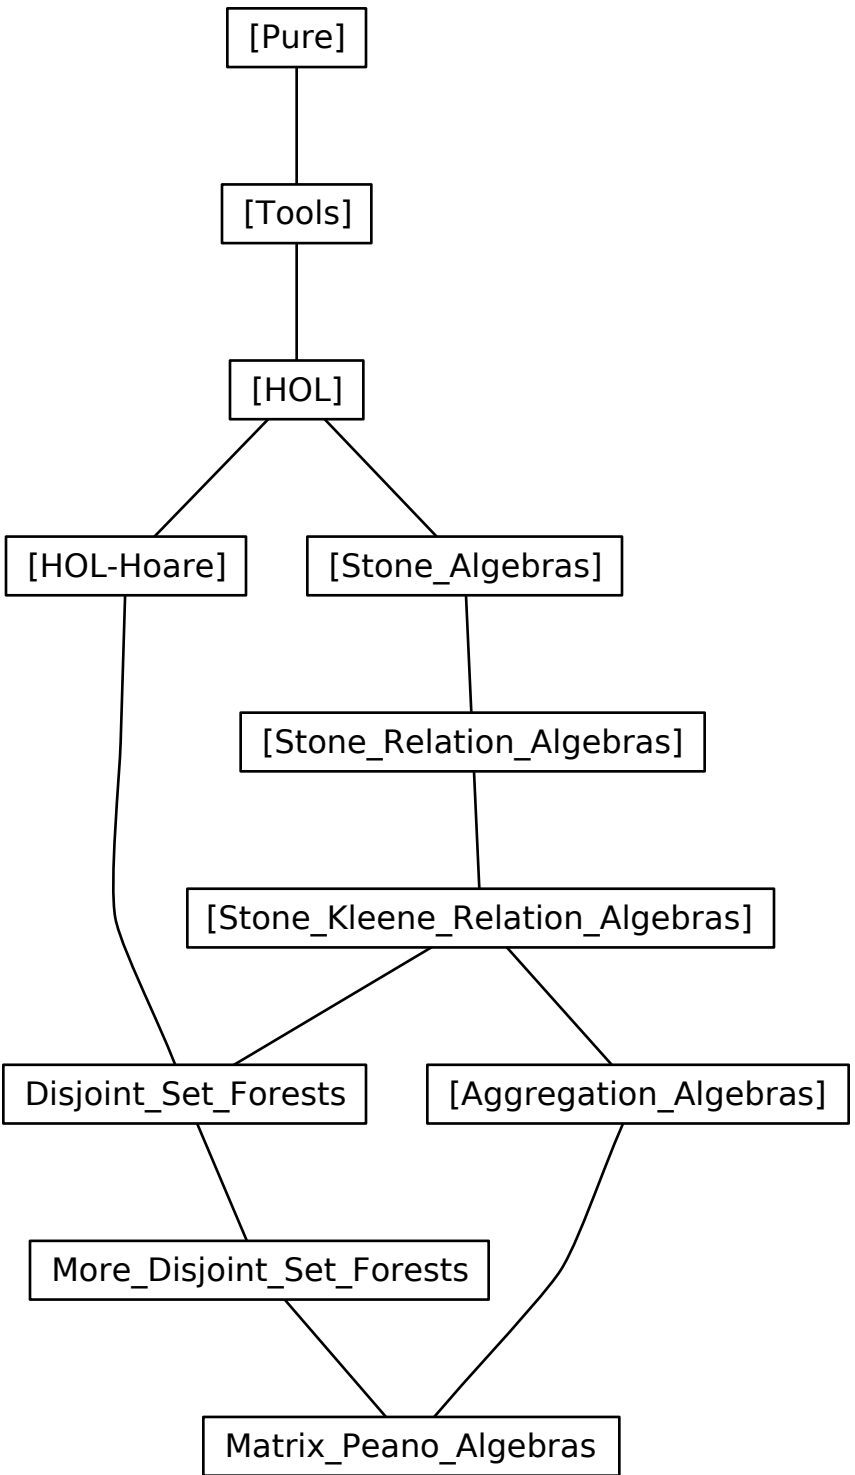 [Pure]
[Tools]
[HOL]
[HOL-Hoare]
[Stone_Algebras]
[Stone_Relation_Algebras]
[Stone_Kleene_Relation_Algebras]
Disjoint_Set_Forests
[Aggregation_Algebras]
More_Disjoint_Set_Forests
Matrix_Peano_Algebras